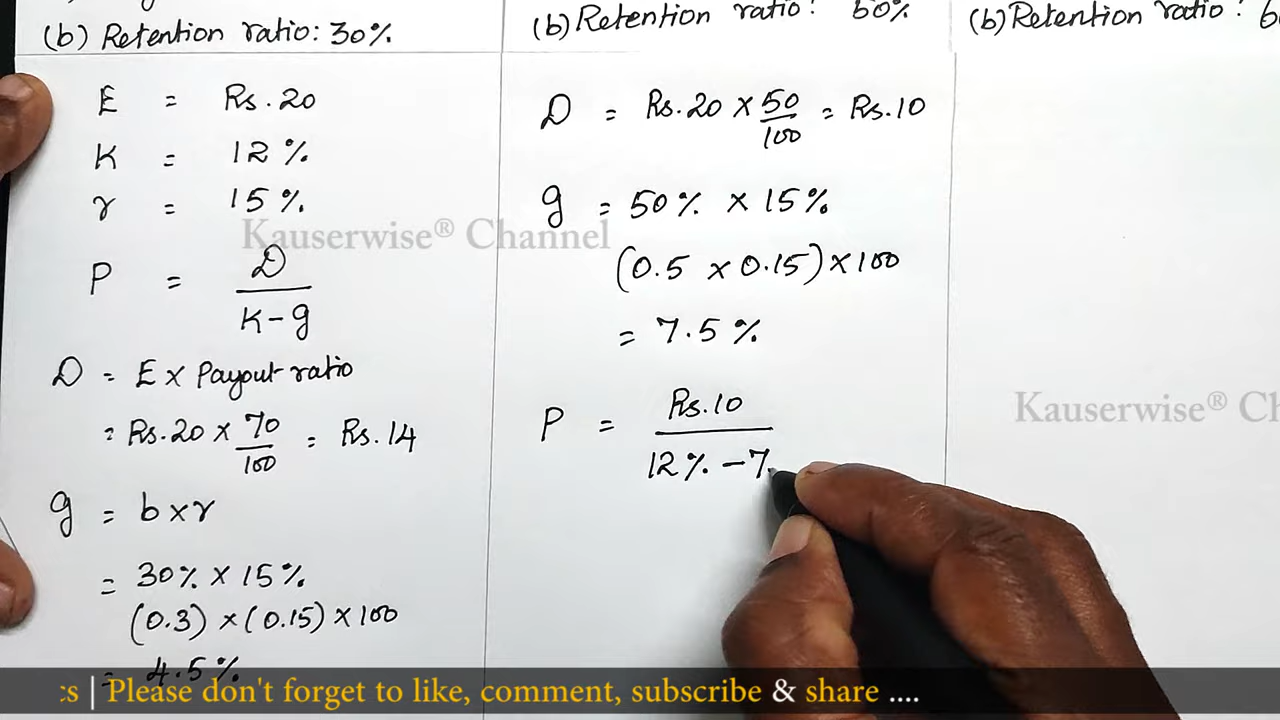 (b) Retention ratio: 30%
E = Rs. 20
K = 12 %
r = 15 %
P = D
K - g
D = E x Payout ratio
= Rs. 20 x 70 = Rs. 14
100
g = b x r
= 30% x 15%
(0.3) x (0.15) x 100
= 4.5%
(b) Retention ratio: 50%
D = Rs. 20 x 50 = Rs. 10
100
g = 50% x 15%
(0.5 x 0.15) x 100
= 7.5 %
P = Rs. 10
12% - 7.
(b) Retention ratio:
Kauserwise® Channel
Kauserwise® Ch
| Please don't forget to like, comment, subscribe & share ....